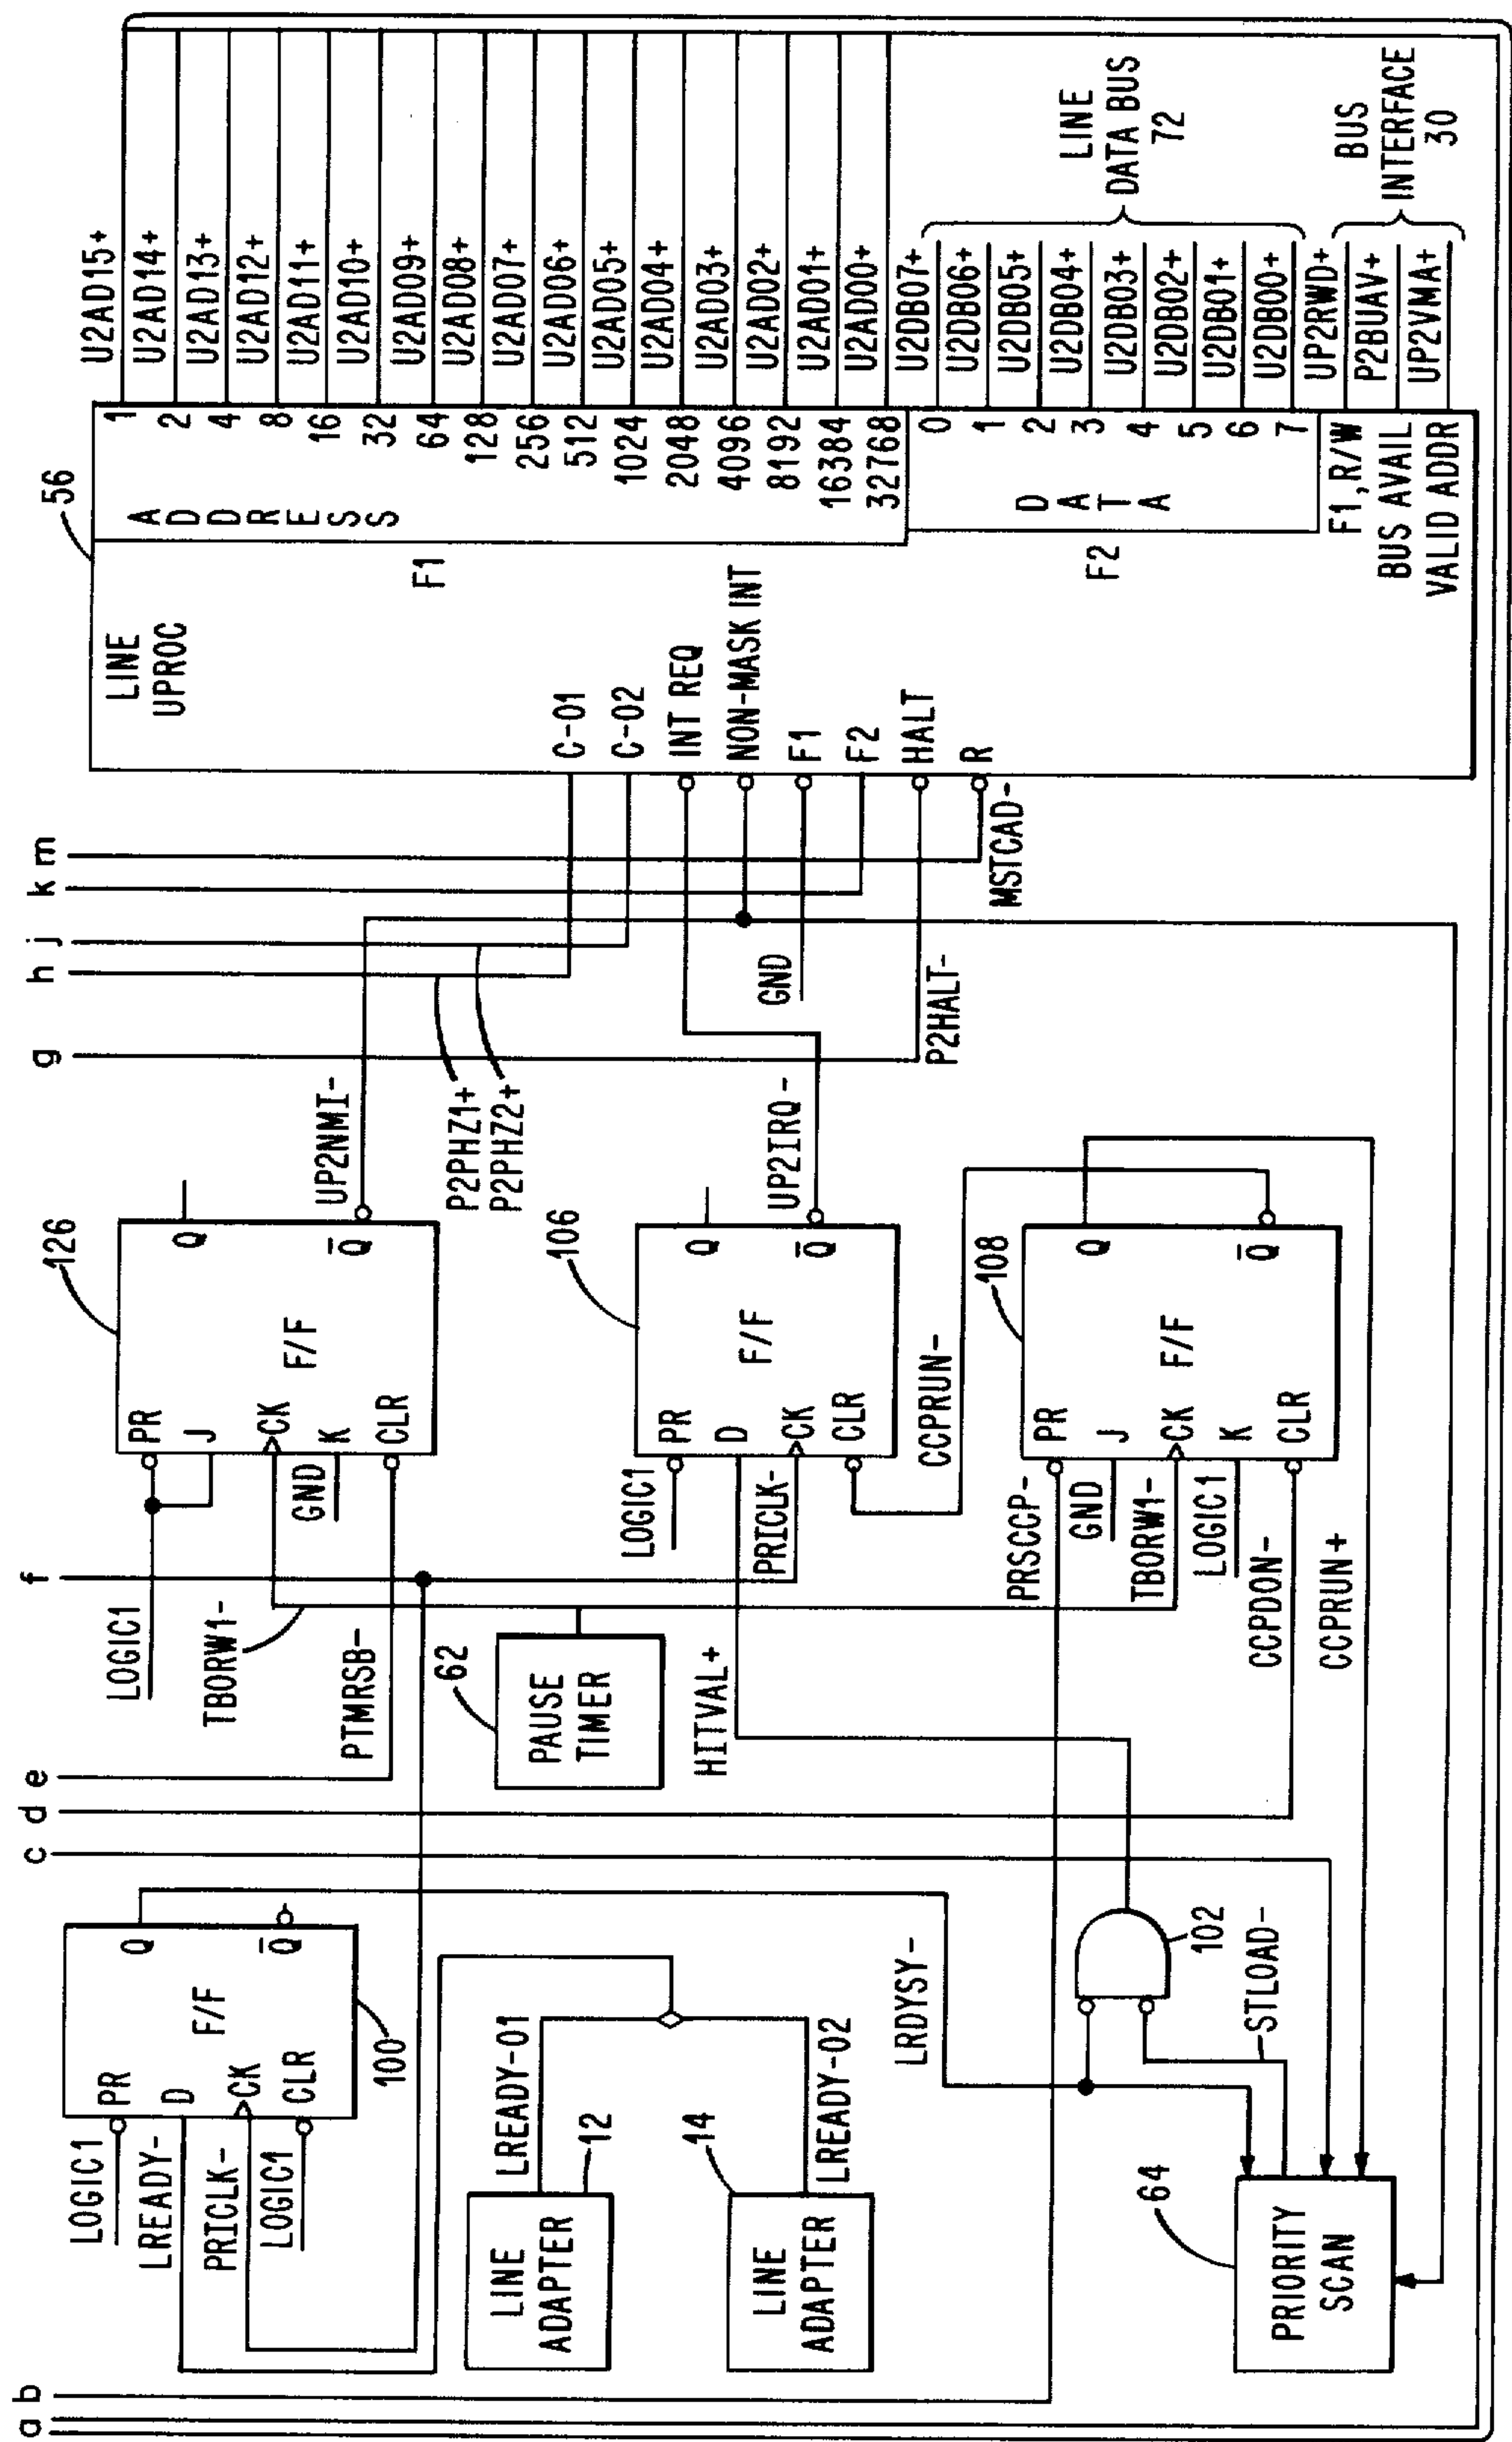 a
b
c
d
e
f
g
h
j
k
m
LOGIC1
LREADY-
PRICLK-
LOGIC1
PR
D
CK
CLR
F/F
Q
Q̅
100
LINE
ADAPTER
12
LREADY-01
LINE
ADAPTER
14
LREADY-02
LRDYSY-
PRIORITY
SCAN
64
STLOAD-
102
HITVAL+
PAUSE
TIMER
62
LOGIC1
TBORW1-
PTMRSB-
GND
PR
J
CK
K
CLR
F/F
Q
Q̅
126
UP2NMI-
P2PHZ1+
P2PHZ2+
LOGIC1
PRICLK-
PR
D
CK
CLR
F/F
Q
Q̅
106
UP2IRQ-
CCPRUN-
PRSCCP-
GND
TBORW1-
LOGIC1
CCPDON-
CCPRUN+
PR
J
CK
K
CLR
F/F
Q
Q̅
108
GND
P2HALT-
MSTCAD-
LINE
UPROC
56
C-01
C-02
INT REQ
NON-MASK INT
F1
F2
HALT
R
F1
ADDRESS
1 U2AD15+
2 U2AD14+
4 U2AD13+
8 U2AD12+
16 U2AD11+
32 U2AD10+
64 U2AD09+
128 U2AD08+
256 U2AD07+
512 U2AD06+
1024 U2AD05+
2048 U2AD04+
4096 U2AD03+
8192 U2AD02+
16384 U2AD01+
32768 U2AD00+
F2
DATA
0 U2DB07+
1 U2DB06+
2 U2DB05+
3 U2DB04+
4 U2DB03+
5 U2DB02+
6 U2DB01+
7 U2DB00+
F1,R/W UP2RWD+
BUS AVAIL P2BUAV+
VALID ADDR UP2VMA+
LINE
DATA BUS
72
BUS
INTERFACE
30